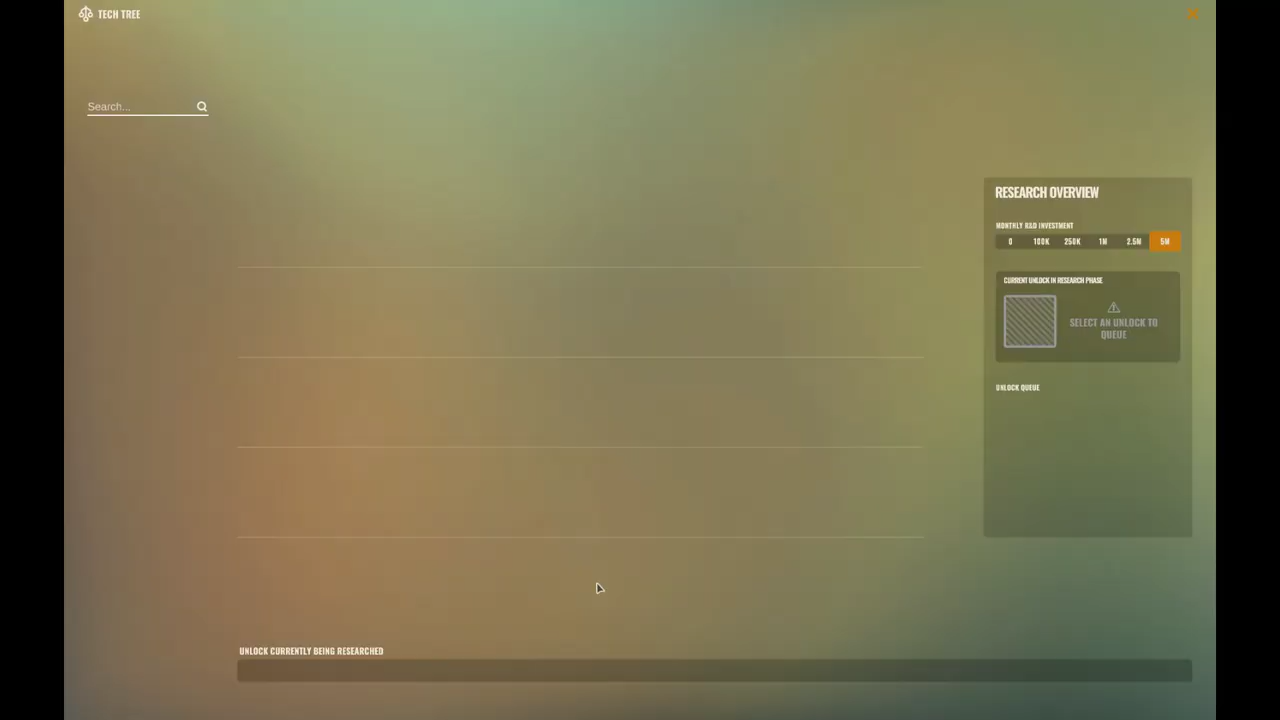 TECH TREE
Search...
RESEARCH OVERVIEW
MONTHLY R&D INVESTMENT
0 100K 250K 1M 2.5M 5M
CURRENT UNLOCK IN RESEARCH PHASE
SELECT AN UNLOCK TO
QUEUE
UNLOCK QUEUE
UNLOCK CURRENTLY BEING RESEARCHED